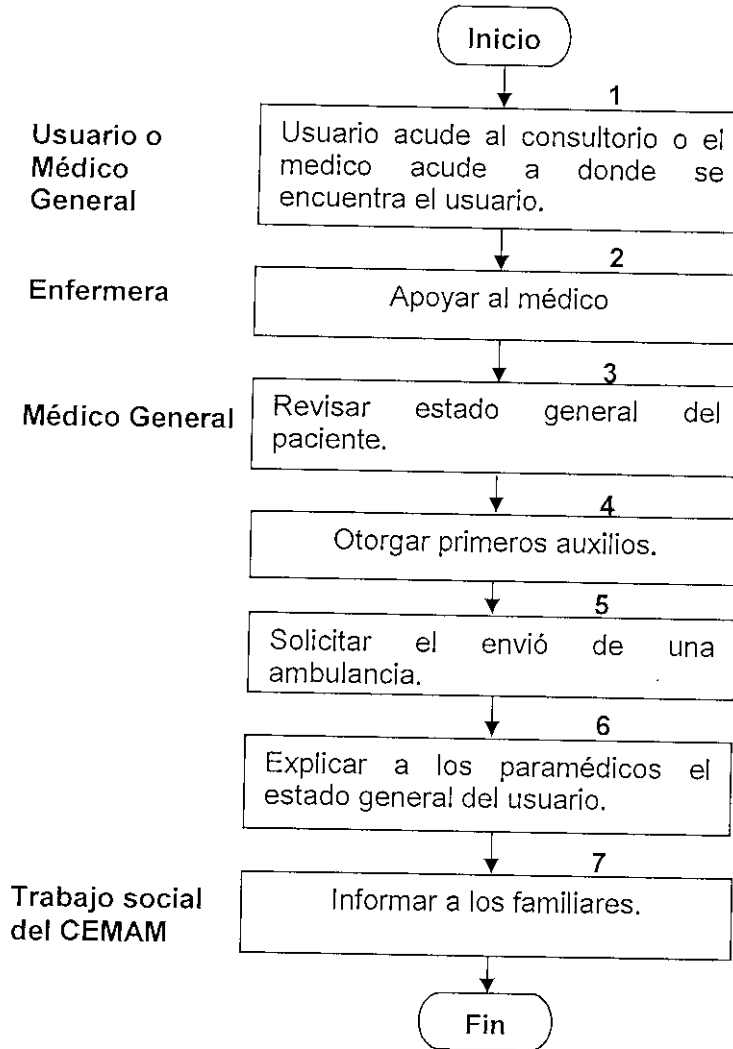 Inicio
1
Usuario o
Médico
General
Usuario acude al consultorio o el
medico acude a donde se
encuentra el usuario.
2
Enfermera
Apoyar al médico
3
Médico General
Revisar estado general del
paciente.
4
Otorgar primeros auxilios.
5
Solicitar el envió de una
ambulancia.
6
Explicar a los paramédicos el
estado general del usuario.
7
Trabajo social
del CEMAM
Informar a los familiares.
Fin